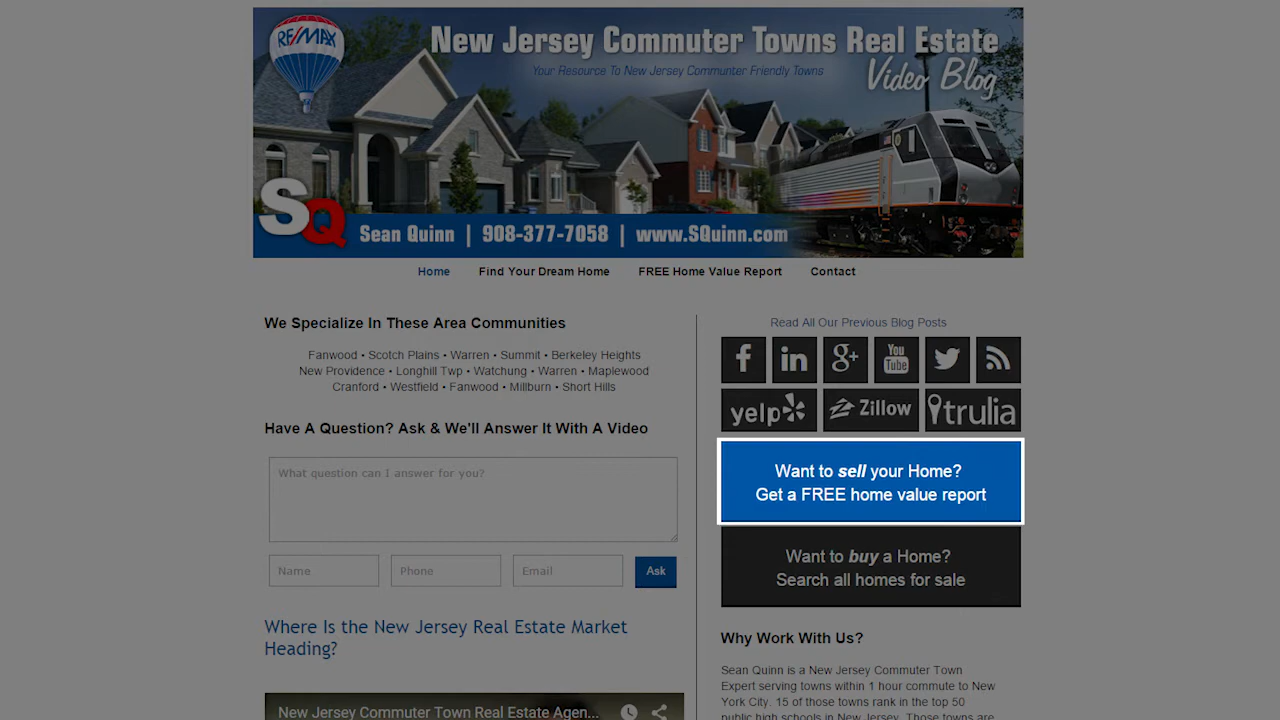 RE/MAX
New Jersey Commuter Towns Real Estate
Your Resource To New Jersey Communter Friendly Towns
Video Blog
SQ
Sean Quinn | 908-377-7058 | www.SQuinn.com
Home
Find Your Dream Home
FREE Home Value Report
Contact
We Specialize In These Area Communities
Fanwood • Scotch Plains • Warren • Summit • Berkeley Heights
New Providence • Longhill Twp • Watchung • Warren • Maplewood
Cranford • Westfield • Fanwood • Millburn • Short Hills
Have A Question? Ask & We'll Answer It With A Video
What question can I answer for you?
Name
Phone
Email
Ask
Where Is the New Jersey Real Estate Market
Heading?
New Jersey Commuter Town Real Estate Agen...
Read All Our Previous Blog Posts
f
in
g+
You
Tube
yelp
Zillow
trulia
Want to sell your Home?
Get a FREE home value report
Want to buy a Home?
Search all homes for sale
Why Work With Us?
Sean Quinn is a New Jersey Commuter Town
Expert serving towns within 1 hour commute to New
York City. 15 of those towns rank in the top 50
public high schools in New Jersey. Those towns are